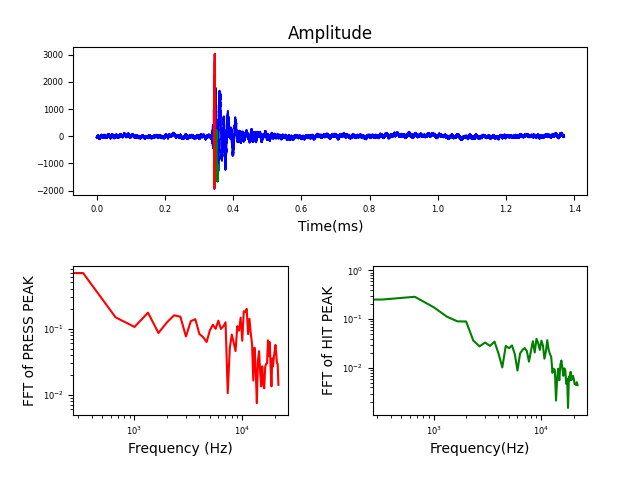 Amplitude
3000
2000
1000
0
−1000
−2000
0.0 0.2 0.4 0.6 0.8 1.0 1.2 1.4
Time(ms)
FFT of PRESS PEAK
10⁻¹
10⁻²
10³ 10⁴
Frequency (Hz)
FFT of HIT PEAK
10⁰
10⁻¹
10⁻²
10³ 10⁴
Frequency(Hz)